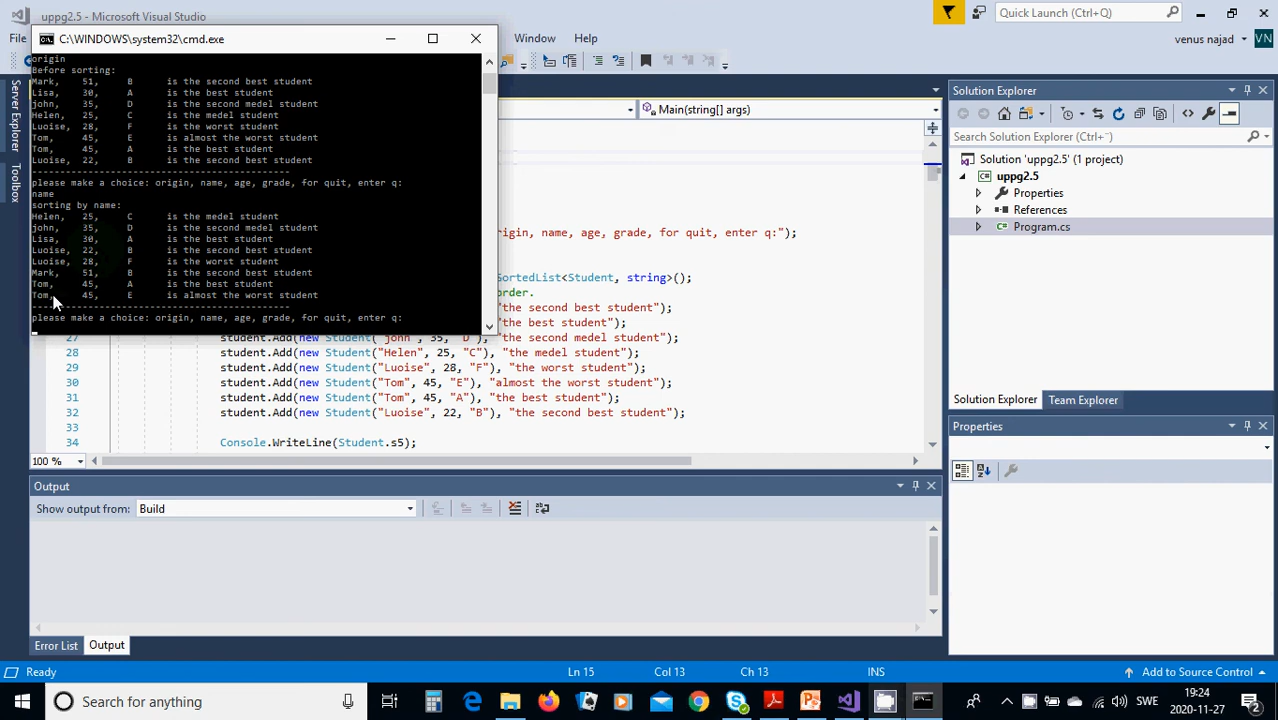 uppg2.5 - Microsoft Visual Studio
Quick Launch (Ctrl+Q)
File
Window
Help
venus najad
VN
C:\WINDOWS\system32\cmd.exe
origin
Before sorting:
Mark, 51, B is the second best student
Lisa, 30, A is the best student
john, 35, D is the second medel student
Helen, 25, C is the medel student
Luoise, 28, F is the worst student
Tom, 45, E is almost the worst student
Tom, 45, A is the best student
Luoise, 22, B is the second best student
-----------------------------------------------
please make a choice: origin, name, age, grade, for quit, enter q:
name
sorting by name:
Helen, 25, C is the medel student
john, 35, D is the second medel student
Lisa, 30, A is the best student
Luoise, 22, B is the second best student
Luoise, 28, F is the worst student
Mark, 51, B is the second best student
Tom, 45, A is the best student
Tom, 45, E is almost the worst student
-----------------------------------------------
please make a choice: origin, name, age, grade, for quit, enter q:
Server Explorer
Toolbox
Main(string[] args)
origin, name, age, grade, for quit, enter q:");
SortedList<Student, string>();
order.
"the second best student");
"the best student");
27 student.Add(new Student("john", 35, "D"), "the second medel student");
28 student.Add(new Student("Helen", 25, "C"), "the medel student");
29 student.Add(new Student("Luoise", 28, "F"), "the worst student");
30 student.Add(new Student("Tom", 45, "E"), "almost the worst student");
31 student.Add(new Student("Tom", 45, "A"), "the best student");
32 student.Add(new Student("Luoise", 22, "B"), "the second best student");
33
34 Console.WriteLine(Student.s5);
100 %
Solution Explorer
Search Solution Explorer (Ctrl+¨)
Solution 'uppg2.5' (1 project)
uppg2.5
Properties
References
Program.cs
Solution Explorer
Team Explorer
Properties
Output
Show output from: Build
Error List
Output
Ready
Ln 15
Col 13
Ch 13
INS
Add to Source Control
2
Search for anything
SWE
19:24
2020-11-27
2